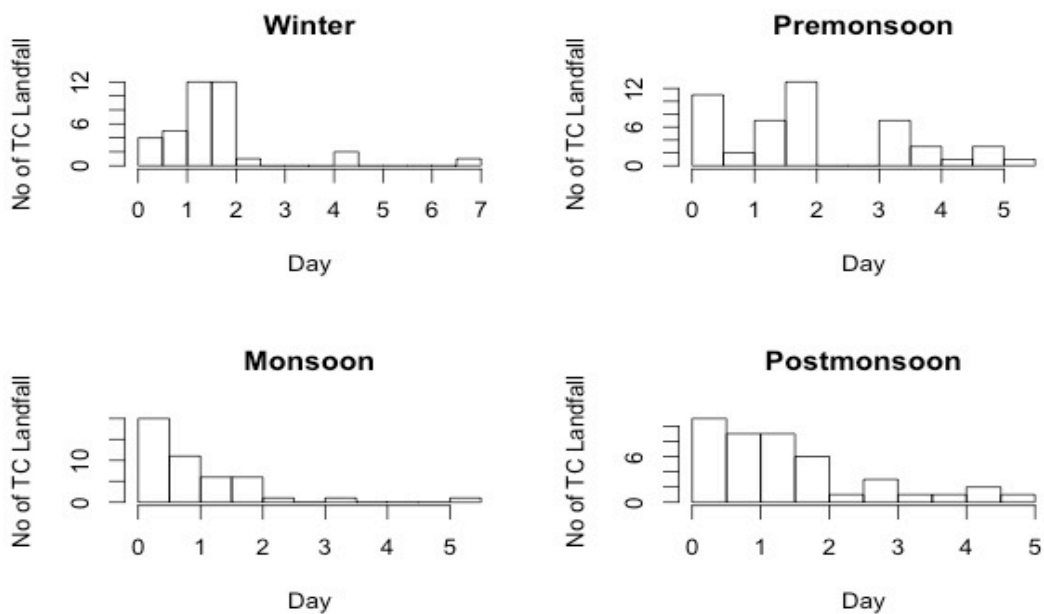 Winter
No of TC Landfall
0 6 12
0 1 2 3 4 5 6 7
Day
Premonsoon
No of TC Landfall
0 6 12
0 1 2 3 4 5
Day
Monsoon
No of TC Landfall
0 10
0 1 2 3 4 5
Day
Postmonsoon
No of TC Landfall
0 6
0 1 2 3 4 5
Day